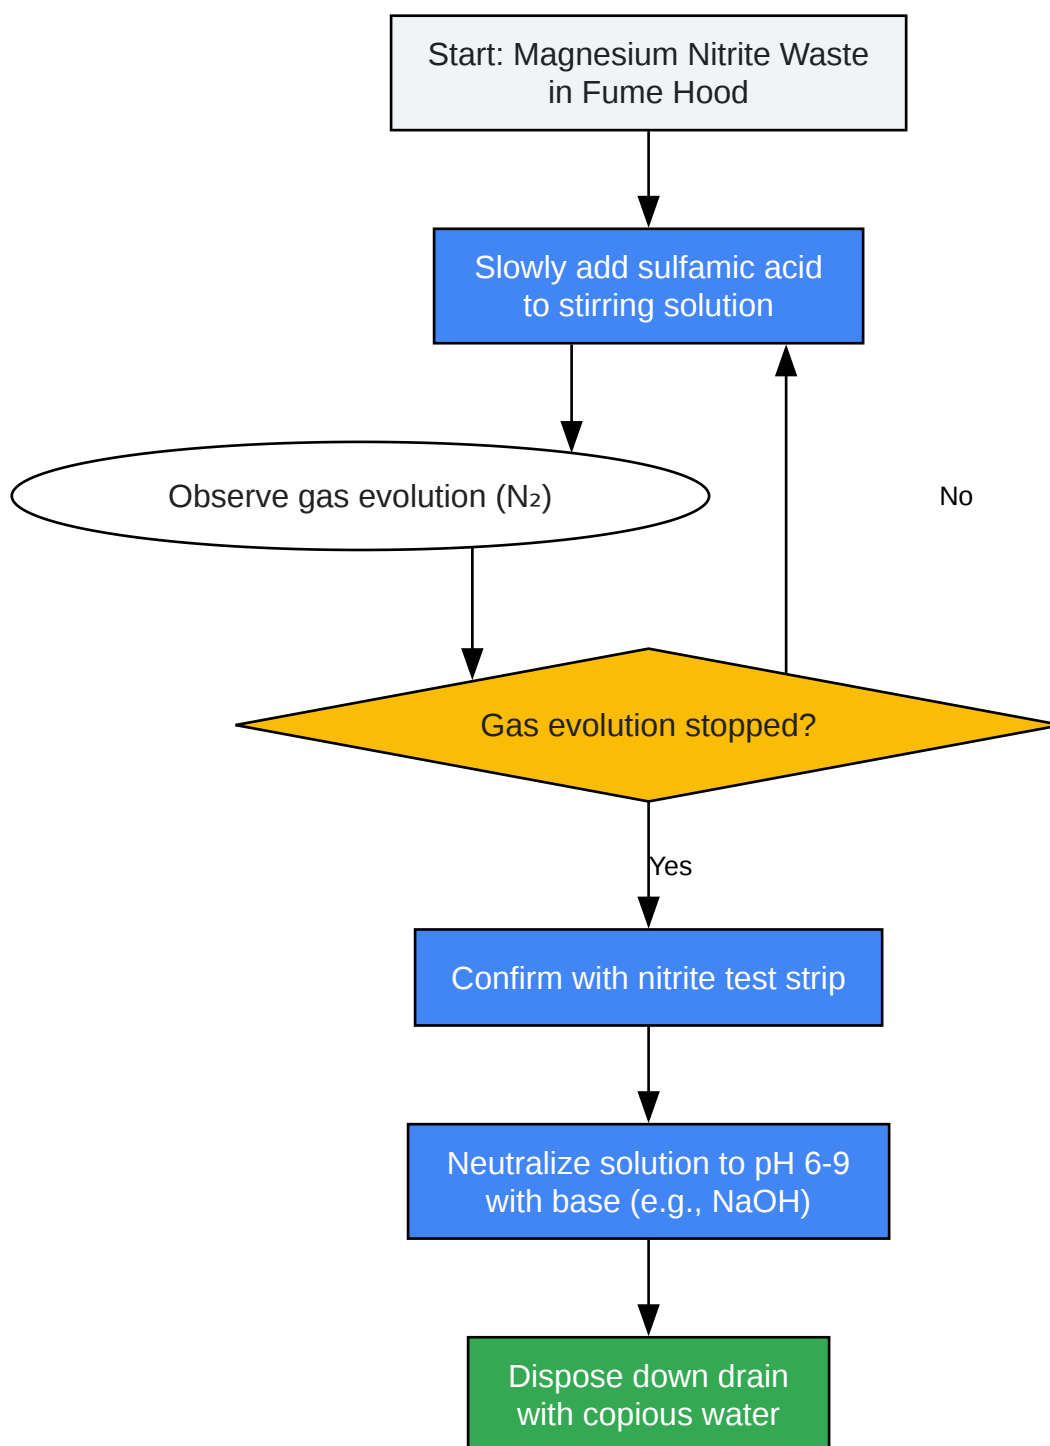 Start: Magnesium Nitrite Waste
in Fume Hood
Slowly add sulfamic acid
to stirring solution
Observe gas evolution (N₂)
No
Gas evolution stopped?
Yes
Confirm with nitrite test strip
Neutralize solution to pH 6-9
with base (e.g., NaOH)
Dispose down drain
with copious water